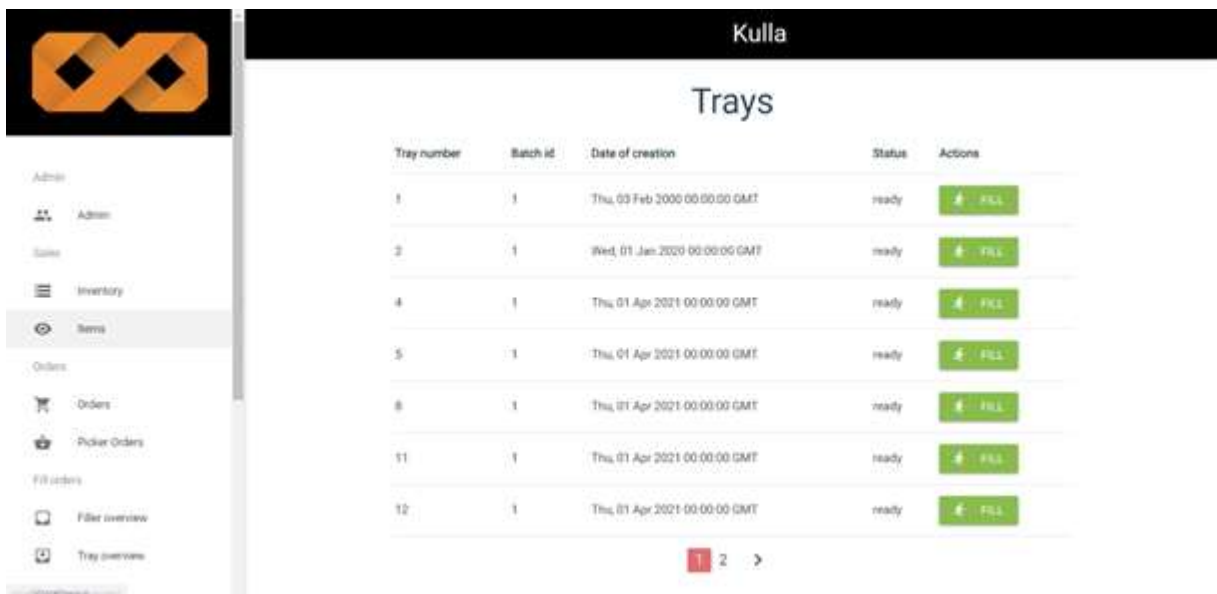 Kulla
Trays
Admin
Admin
Sales
Inventory
Items
Orders
Orders
Picker Orders
Fill orders
Filler overview
Tray overview
Tray number Batch id Date of creation Status Actions
1 1 Thu, 03 Feb 2000 00:00:00 GMT ready FILL
2 1 Wed, 01 Jan 2020 00:00:00 GMT ready FILL
4 1 Thu, 01 Apr 2021 00:00:00 GMT ready FILL
5 1 Thu, 01 Apr 2021 00:00:00 GMT ready FILL
8 1 Thu, 01 Apr 2021 00:00:00 GMT ready FILL
11 1 Thu, 01 Apr 2021 00:00:00 GMT ready FILL
12 1 Thu, 01 Apr 2021 00:00:00 GMT ready FILL
1 2